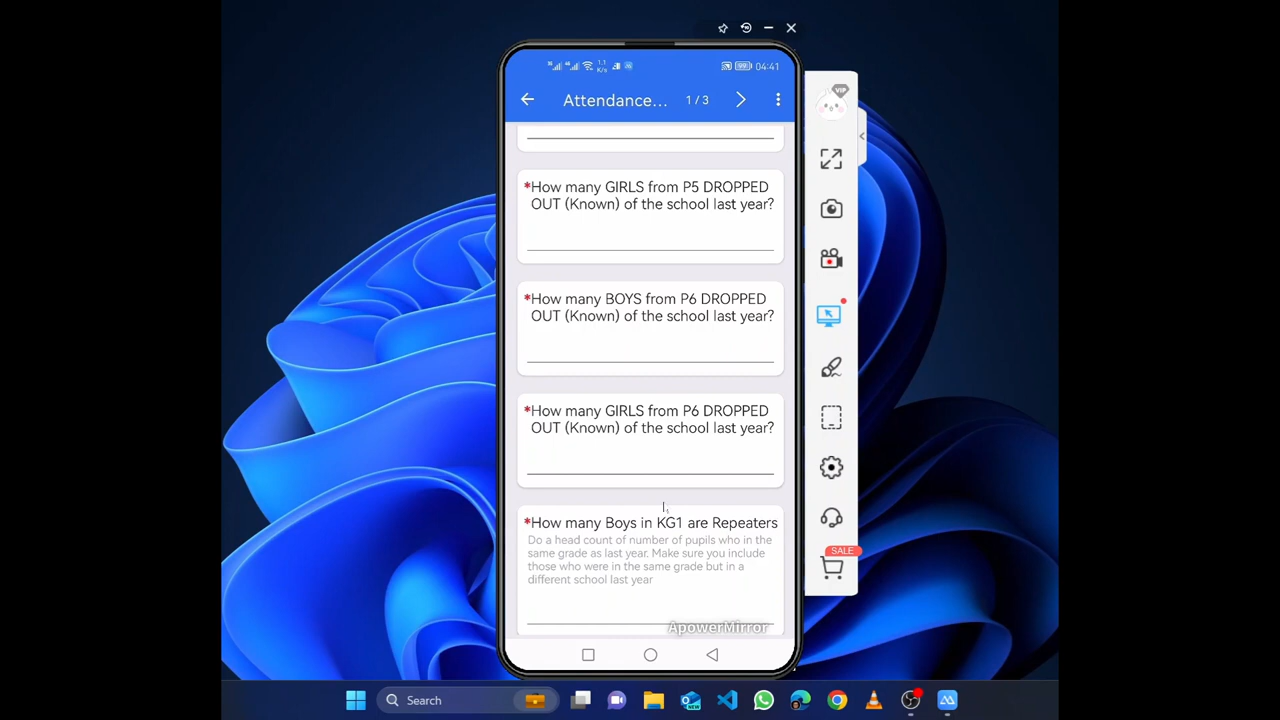 VIP
1.1
K/s
99
04:41
Attendance...
1 / 3
*How many GIRLS from P5 DROPPED
OUT (Known) of the school last year?
*How many BOYS from P6 DROPPED
OUT (Known) of the school last year?
*How many GIRLS from P6 DROPPED
OUT (Known) of the school last year?
*How many Boys in KG1 are Repeaters
Do a head count of number of pupils who in the
same grade as last year. Make sure you include
those who were in the same grade but in a
different school last year
SALE
ApowerMirror
Search